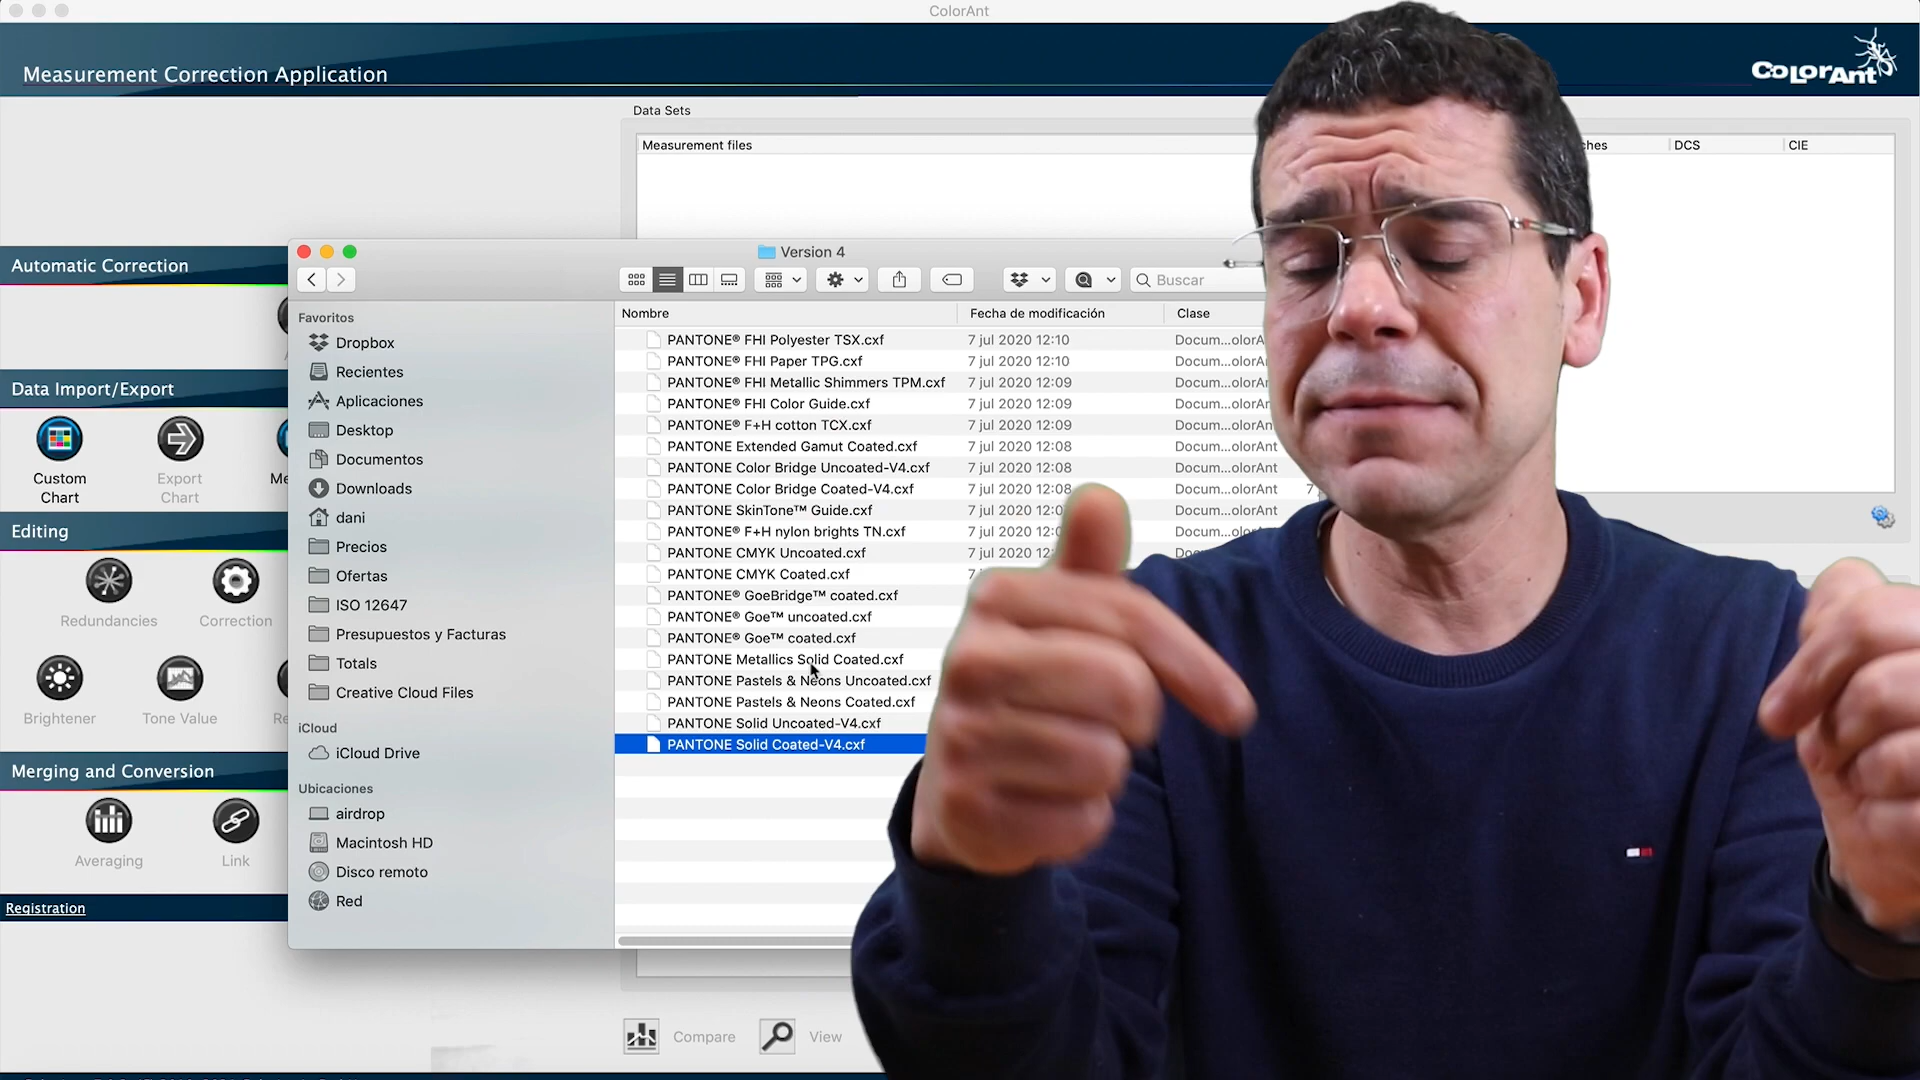 ColorAnt
Measurement Correction Application
COLORANT
Data Sets
Measurement files
DCS
CIE
Automatic Correction
Data Import/Export
Custom Chart
Export Chart
Editing
Redundancies
Correction
Brightener
Tone Value
Merging and Conversion
Averaging
Link
Registration
Version 4
Buscar
Favoritos
Dropbox
Recientes
Aplicaciones
Desktop
Documentos
Downloads
dani
Precios
Ofertas
ISO 12647
Presupuestos y Facturas
Totals
Creative Cloud Files
iCloud
iCloud Drive
Ubicaciones
airdrop
Macintosh HD
Disco remoto
Red
Nombre Fecha de modificación Clase
PANTONE® FHI Polyester TSX.cxf 7 jul 2020 12:10
PANTONE® FHI Paper TPG.cxf 7 jul 2020 12:10
PANTONE® FHI Metallic Shimmers TPM.cxf 7 jul 2020 12:09
PANTONE® FHI Color Guide.cxf 7 jul 2020 12:09
PANTONE® F+H cotton TCX.cxf 7 jul 2020 12:09
PANTONE Extended Gamut Coated.cxf 7 jul 2020 12:08 Docum...olorAnt
PANTONE Color Bridge Uncoated-V4.cxf 7 jul 2020 12:08 Docum...olorAnt
PANTONE Color Bridge Coated-V4.cxf 7 jul 2020 12:08 Docum...olorAnt 7
PANTONE SkinTone™ Guide.cxf 7 jul 2020 Docum...olorAnt
PANTONE® F+H nylon brights TN.cxf 7 jul 2020
PANTONE CMYK Uncoated.cxf 7 jul 2020
PANTONE CMYK Coated.cxf
PANTONE® GoeBridge™ coated.cxf
PANTONE® Goe™ uncoated.cxf
PANTONE® Goe™ coated.cxf
PANTONE Metallics Solid Coated.cxf
PANTONE Pastels & Neons Uncoated.cxf
PANTONE Pastels & Neons Coated.cxf
PANTONE Solid Uncoated-V4.cxf
PANTONE Solid Coated-V4.cxf
Compare
View